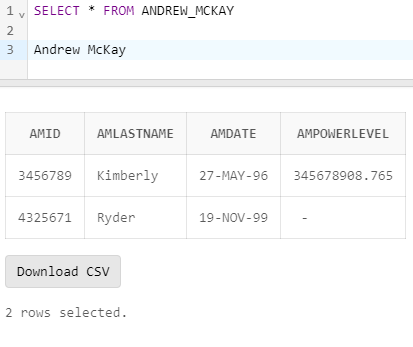 1 SELECT * FROM ANDREW_MCKAY
2
3 Andrew McKay
AMID AMLASTNAME AMDATE AMPOWERLEVEL
3456789 Kimberly 27-MAY-96 345678908.765
4325671 Ryder 19-NOV-99 -
Download CSV
2 rows selected.